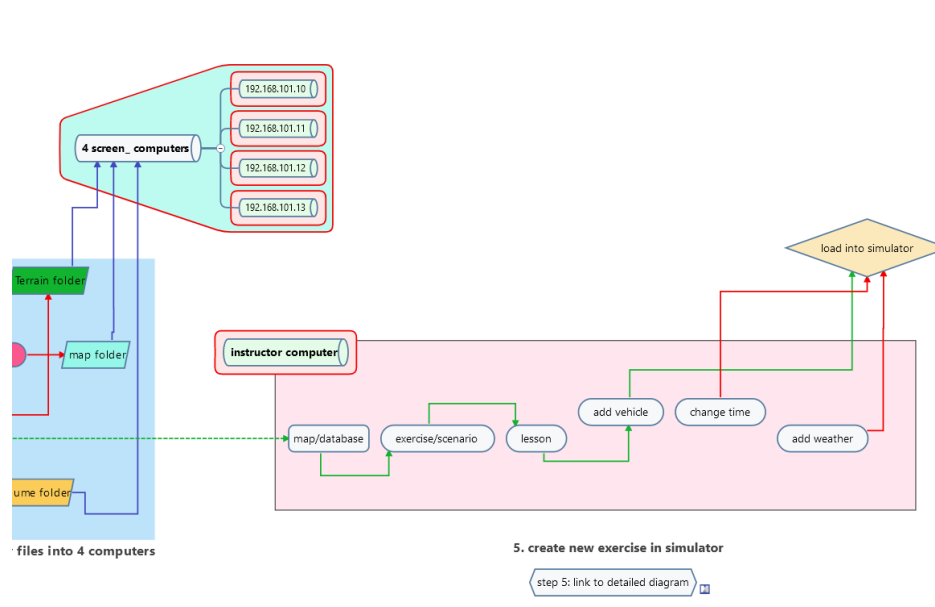 192.168.101.10
192.168.101.11
4 screen_ computers
192.168.101.12
192.168.101.13
load into simulator
Terrain folder
map folder
instructor computer
add vehicle
change time
map/database
exercise/scenario
lesson
add weather
ume folder
files into 4 computers
5. create new exercise in simulator
step 5: link to detailed diagram